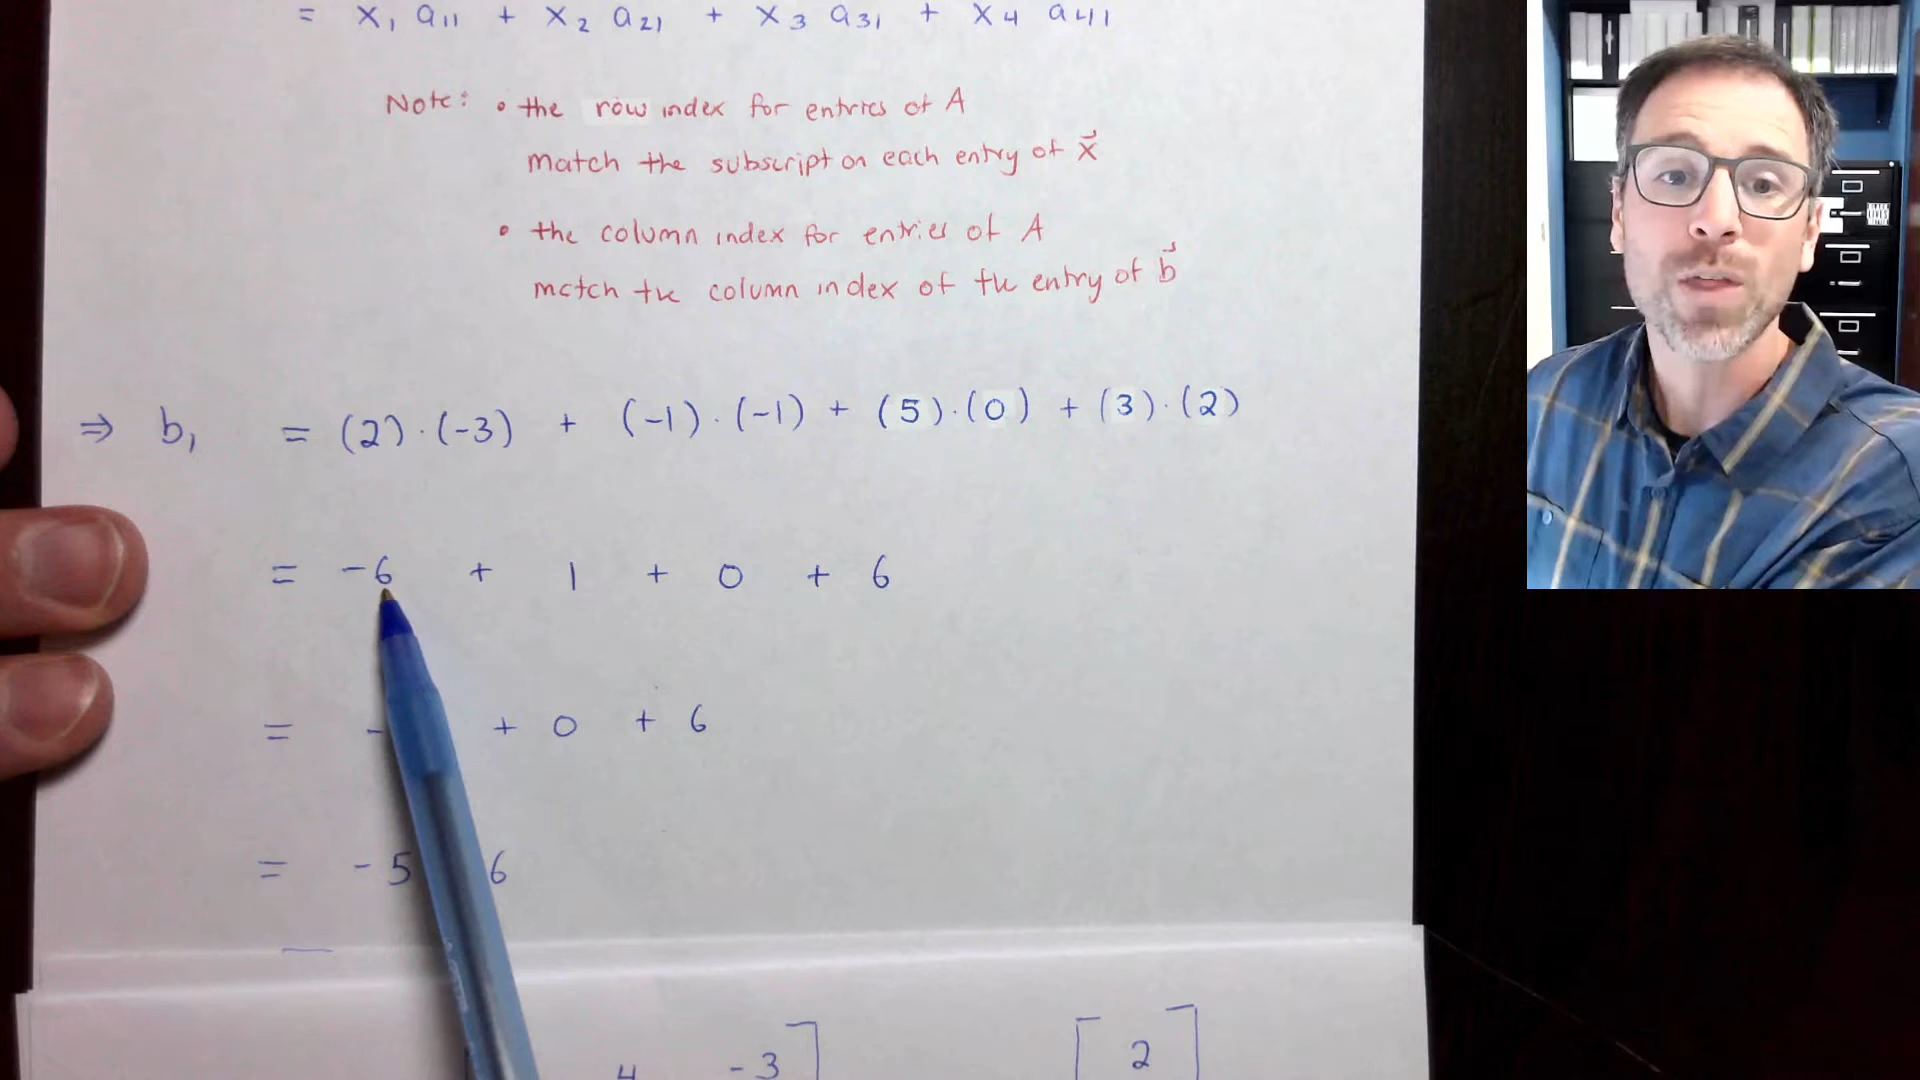 = x₁ a₁₁ + x₂ a₂₁ + x₃ a₃₁ + x₄ a₄₁
Note: • the row index for entries of A
match the subscript on each entry of x⃗
• the column index for entries of A
match the column index of the entry of b⃗
⇒ b₁ = (2)·(-3) + (-1)·(-1) + (5)·(0) + (3)·(2)
= -6 + 1 + 0 + 6
= - + 0 + 6
= -5 6
4 -3 ] [ 2 ]